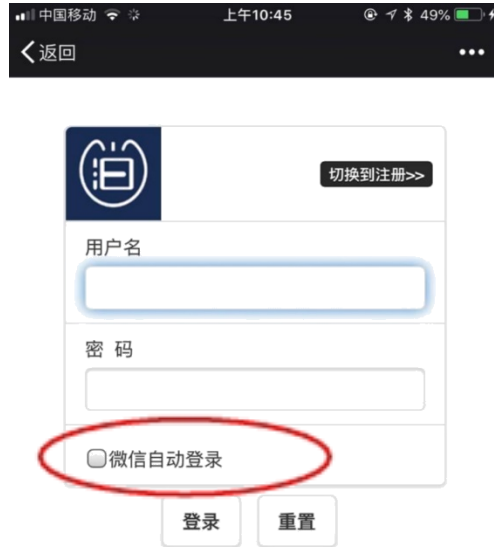 中国移动 上午10:45 49%
返回
切换到注册>>
用户名
密 码
微信自动登录
登录 重置